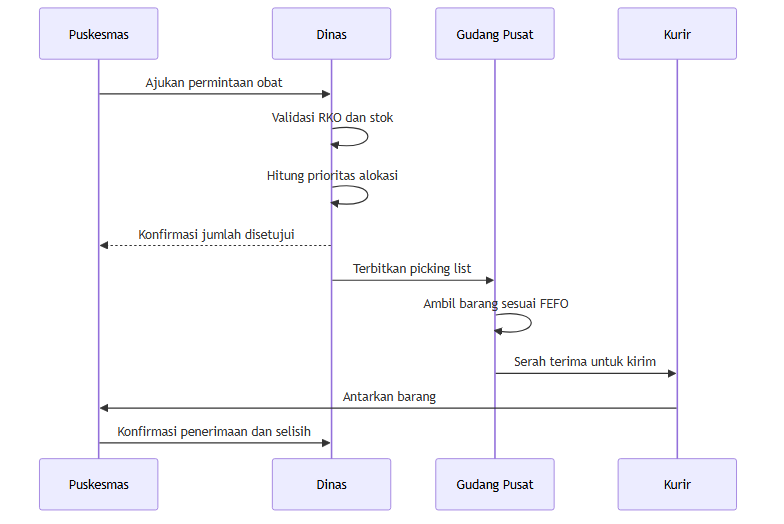 Puskesmas
Dinas
Gudang Pusat
Kurir
Ajukan permintaan obat
Validasi RKO dan stok
Hitung prioritas alokasi
Konfirmasi jumlah disetujui
Terbitkan picking list
Ambil barang sesuai FEFO
Serah terima untuk kirim
Antarkan barang
Konfirmasi penerimaan dan selisih
Puskesmas
Dinas
Gudang Pusat
Kurir